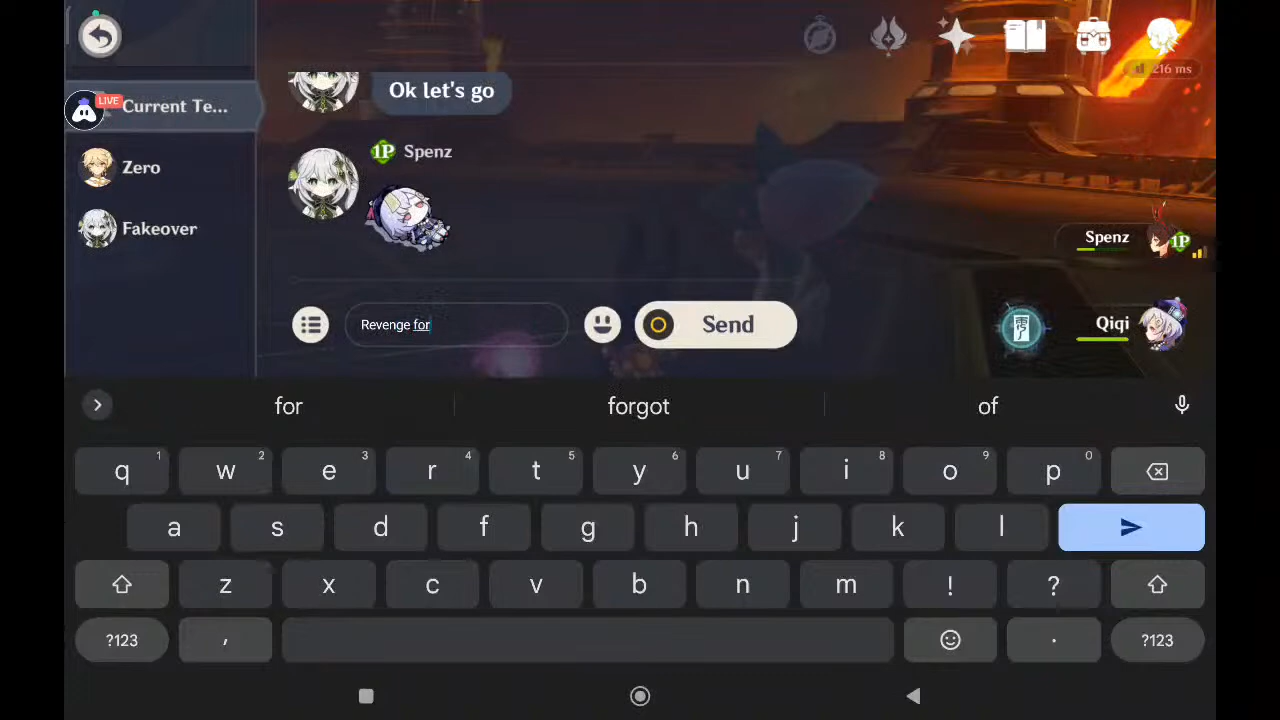 LIVE
Current Te...
Zero
Fakeover
Ok let's go
1P Spenz
Revenge for
Send
216 ms
Spenz
1P
Qiqi
for
forgot
of
q 1 w 2 e 3 r 4 t 5 y 6 u 7 i 8 o 9 p 0
a s d f g h j k l
z x c v b n m ! ?
?123 , . ?123